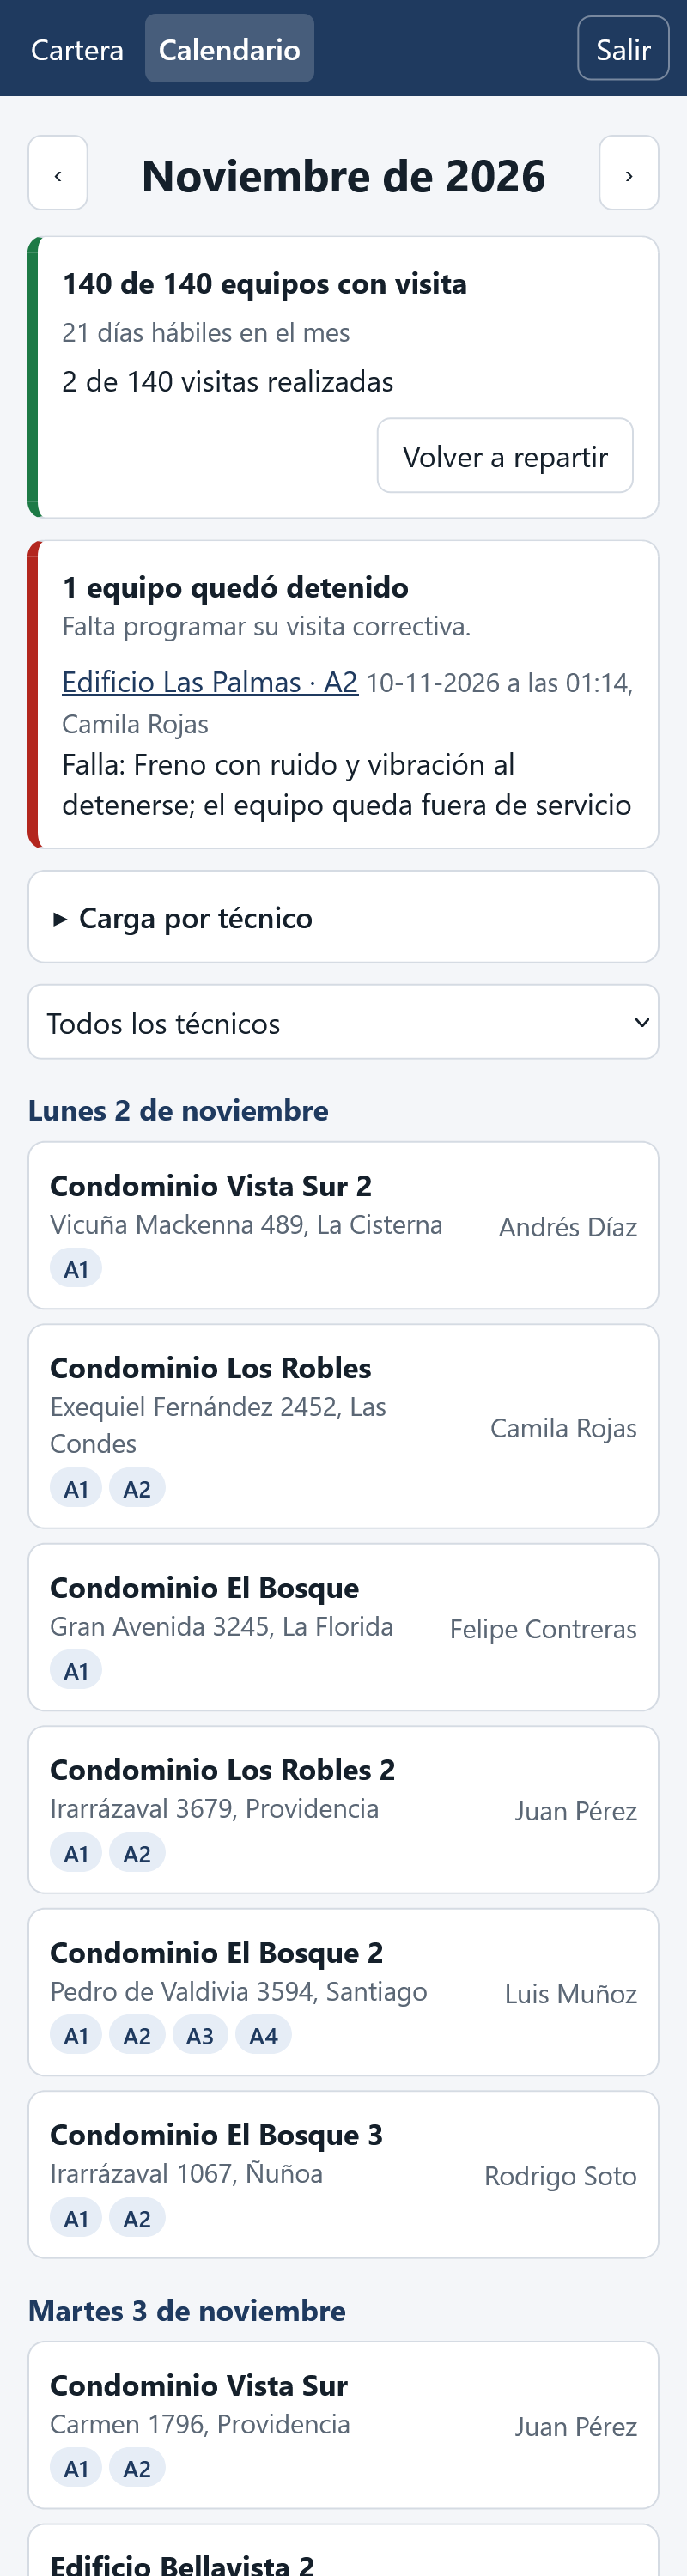 Cartera Calendario Salir
‹ Noviembre de 2026 ›
140 de 140 equipos con visita
21 días hábiles en el mes
2 de 140 visitas realizadas
Volver a repartir
1 equipo quedó detenido
Falta programar su visita correctiva.
Edificio Las Palmas · A2 10-11-2026 a las 01:14,
Camila Rojas
Falla: Freno con ruido y vibración al
detenerse; el equipo queda fuera de servicio
▸ Carga por técnico
Todos los técnicos
Lunes 2 de noviembre
Condominio Vista Sur 2
Vicuña Mackenna 489, La Cisterna
Andrés Díaz
A1
Condominio Los Robles
Exequiel Fernández 2452, Las
Condes
Camila Rojas
A1 A2
Condominio El Bosque
Gran Avenida 3245, La Florida
Felipe Contreras
A1
Condominio Los Robles 2
Irarrázaval 3679, Providencia
Juan Pérez
A1 A2
Condominio El Bosque 2
Pedro de Valdivia 3594, Santiago
Luis Muñoz
A1 A2 A3 A4
Condominio El Bosque 3
Irarrázaval 1067, Ñuñoa
Rodrigo Soto
A1 A2
Martes 3 de noviembre
Condominio Vista Sur
Carmen 1796, Providencia
Juan Pérez
A1 A2
Edificio Bellavista 2